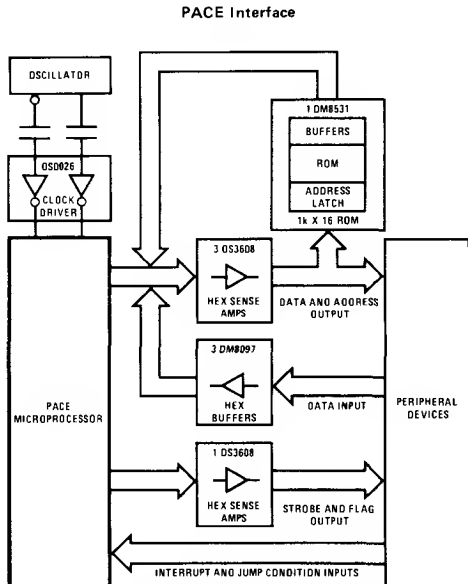 PACE Interface
OSCILLATOR
OSD026
CLOCK
DRIVER
1 DM8531
BUFFERS
ROM
ADDRESS
LATCH
1k X 16 ROM
3 OS3608
HEX SENSE
AMPS
DATA AND ADDRESS
OUTPUT
3 DM8097
HEX
BUFFERS
DATA INPUT
PACE
MICROPROCESSOR
PERIPHERAL
DEVICES
1 DS3608
HEX SENSE
AMPS
STROBE AND FLAG
OUTPUT
INTERRUPT AND JUMP CONDITION INPUTS